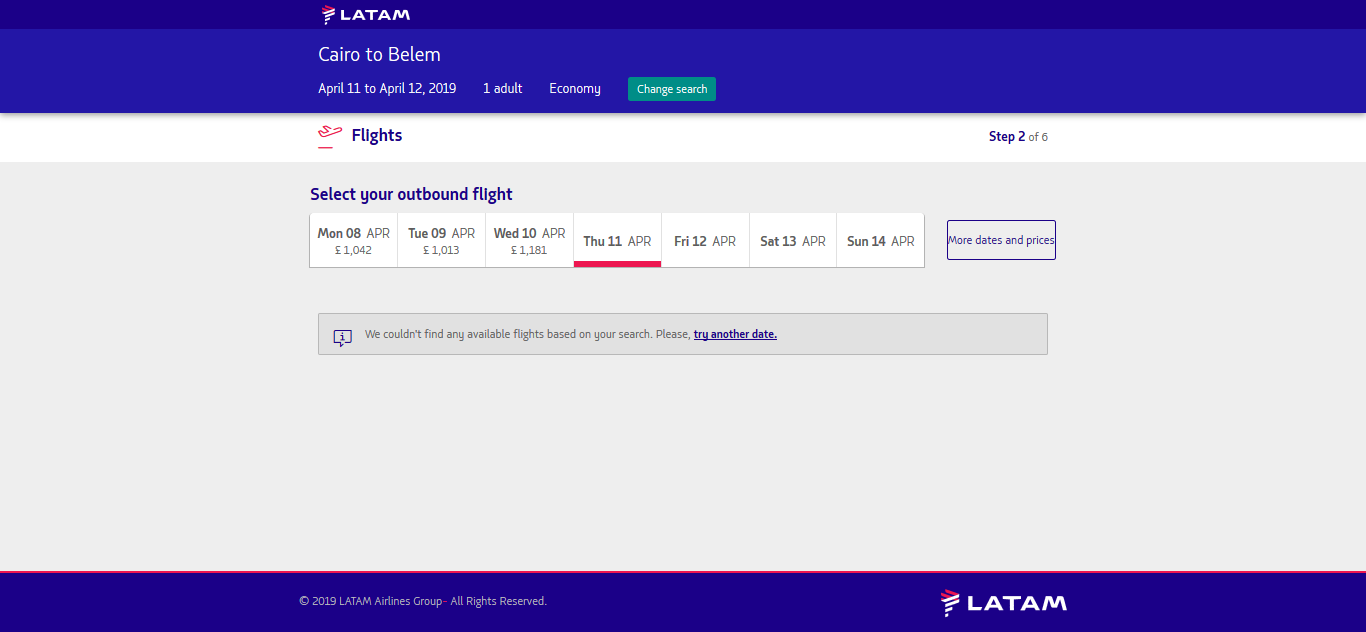 LATAM
Cairo to Belem
April 11 to April 12, 2019 1 adult Economy Change search
Flights Step 2 of 6
Select your outbound flight
Mon 08 APR Tue 09 APR Wed 10 APR Thu 11 APR Fri 12 APR Sat 13 APR Sun 14 APR More dates and prices
£ 1,042 £ 1,013 £ 1,181
We couldn't find any available flights based on your search. Please, try another date.
© 2019 LATAM Airlines Group- All Rights Reserved. LATAM